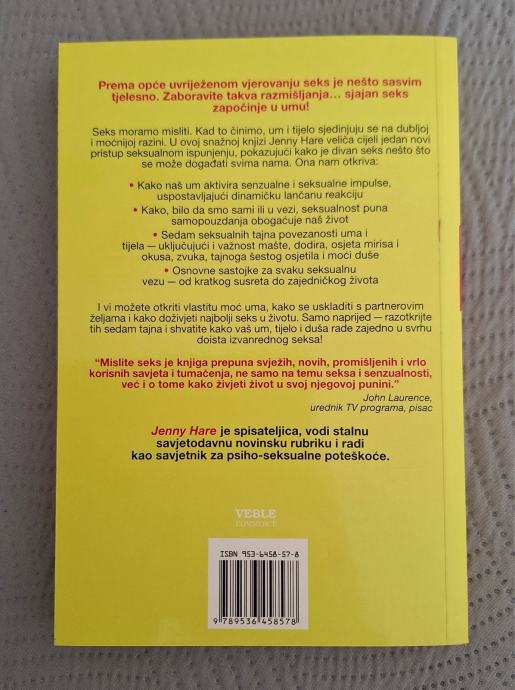 Prema opće uvriježenom vjerovanju seks je nešto sasvim
tjelesno. Zaboravite takva razmišljanja... sjajan seks
započinje u umu!
Seks moramo misliti. Kad to činimo, um i tijelo sjedinjuju se na dubljoj
i moćnijoj razini. U ovoj snažnoj knjizi Jenny Hare veliča cijeli jedan novi
pristup seksualnom ispunjenju, pokazujući kako je divan seks nešto što
se može događati svima nama. Ona nam otkriva:
• Kako naš um aktivira senzualne i seksualne impulse,
uspostavljajući dinamičku lančanu reakciju
• Kako, bilo da smo sami ili u vezi, seksualnost puna
samopouzdanja obogaćuje naš život
• Sedam seksualnih tajna povezanosti uma i
tijela — uključujući i važnost mašte, dodira, osjeta mirisa i
okusa, zvuka, tajnoga šestog osjetila i moći duše
• Osnovne sastojke za svaku seksualnu
vezu — od kratkog susreta do zajedničkog života
I vi možete otkriti vlastitu moć uma, kako se uskladiti s partnerovim
željama i kako doživjeti najbolji seks u životu. Samo naprijed — razotkrijte
tih sedam tajna i shvatite kako vaš um, tijelo i duša rade zajedno u svrhu
doista izvanrednog seksa!
"Mislite seks je knjiga prepuna svježih, novih, promišljenih i vrlo
korisnih savjeta i tumačenja, ne samo na temu seksa i senzualnosti,
već i o tome kako živjeti život u svoj njegovoj punini."
John Laurence,
urednik TV programa, pisac
Jenny Hare je spisateljica, vodi stalnu
savjetodavnu novinsku rubriku i radi
kao savjetnik za psiho-seksualne poteškoće.
VEBLE
COMMERCE
ISBN 953-6458-57-8
9 789536 458578